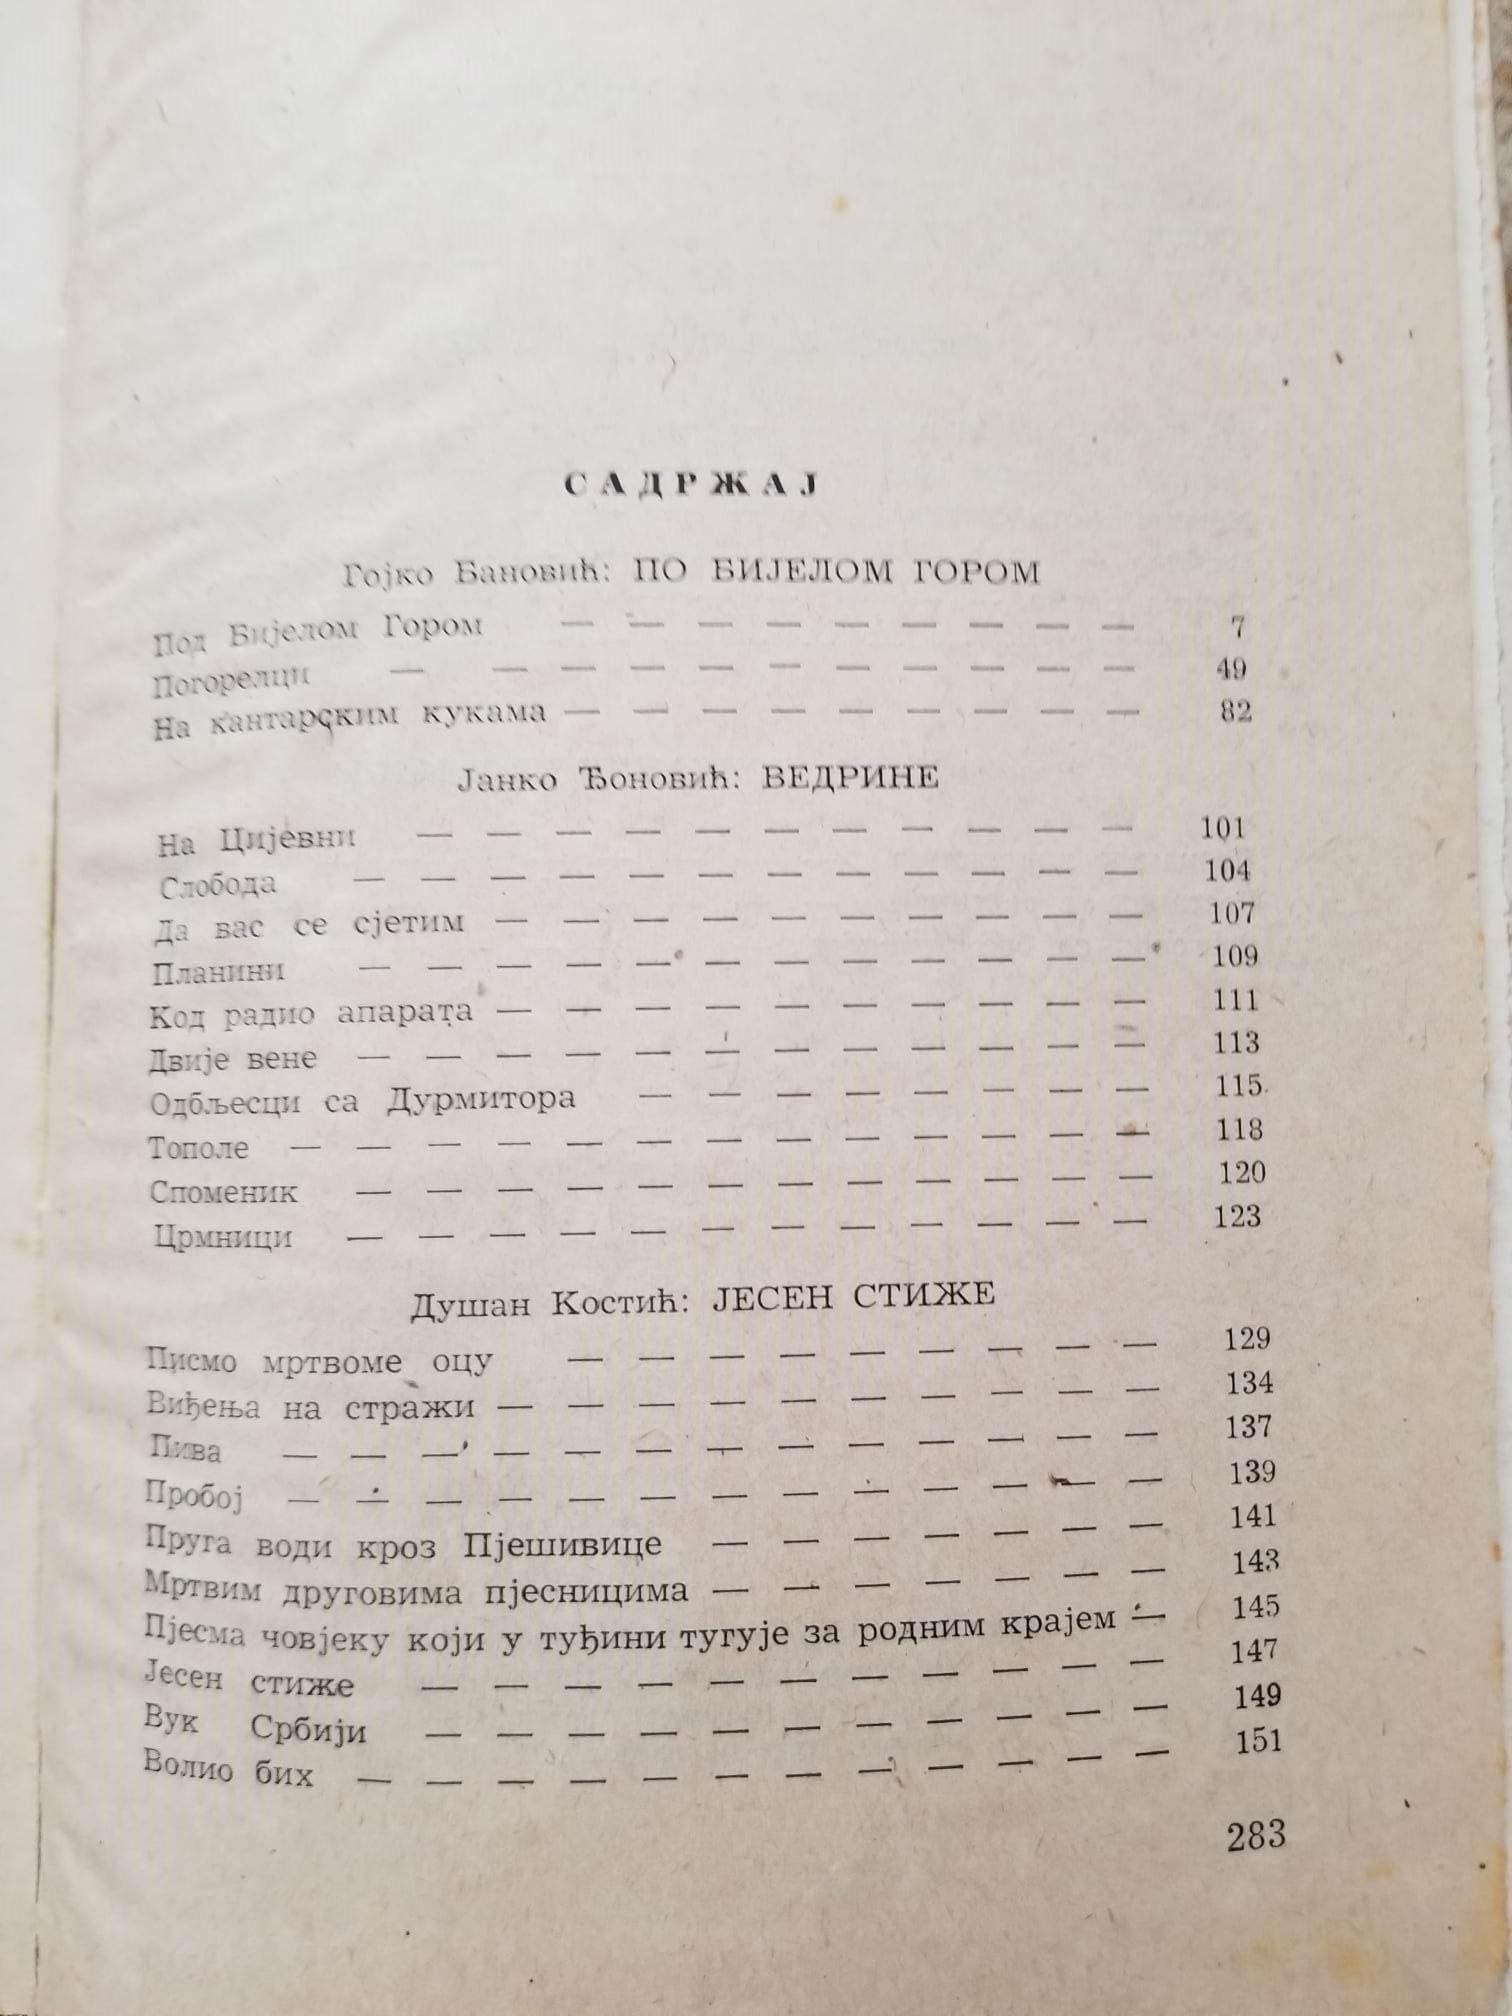 САДРЖАЈ
Гојко Бановић: ПО БИЈЕЛОМ ГОРОМ
Под Бијелом Гором — — — — — — — — — 7
Погорелци — — — — — — — — — — — 49
На кантарским кукама — — — — — — — — — 82
Јанко Ђоновић: ВЕДРИНЕ
На Цијевни — — — — — — — — — — — 101
Слобода — — — — — — — — — — — — 104
Да вас се сјетим — — — — — — — — — — 107
Планини — — — — — — — — — — — — 109
Код радио апарата — — — — — — — — — — 111
Двије вене — — — — — — — — — — — — 113
Одбљесци са Дурмитора — — — — — — — — 115
Тополе — — — — — — — — — — — — — 118
Споменик — — — — — — — — — — — — 120
Црмници — — — — — — — — — — — — 123
Душан Костић: ЈЕСЕН СТИЖЕ
Писмо мртвоме оцу — — — — — — — — — 129
Виђења на стражи — — — — — — — — — — 134
Пива — — — — — — — — — — — — — 137
Пробој — — — — — — — — — — — — — 139
Пруга води кроз Пјешивице — — — — — — — 141
Мртвим друговима пјесницима — — — — — — — 143
Пјесма човјеку који у туђини тугује за родним крајем — 145
Јесен стиже — — — — — — — — — — — 147
Вук Србији — — — — — — — — — — — 149
Волио бих — — — — — — — — — — — — 151
283